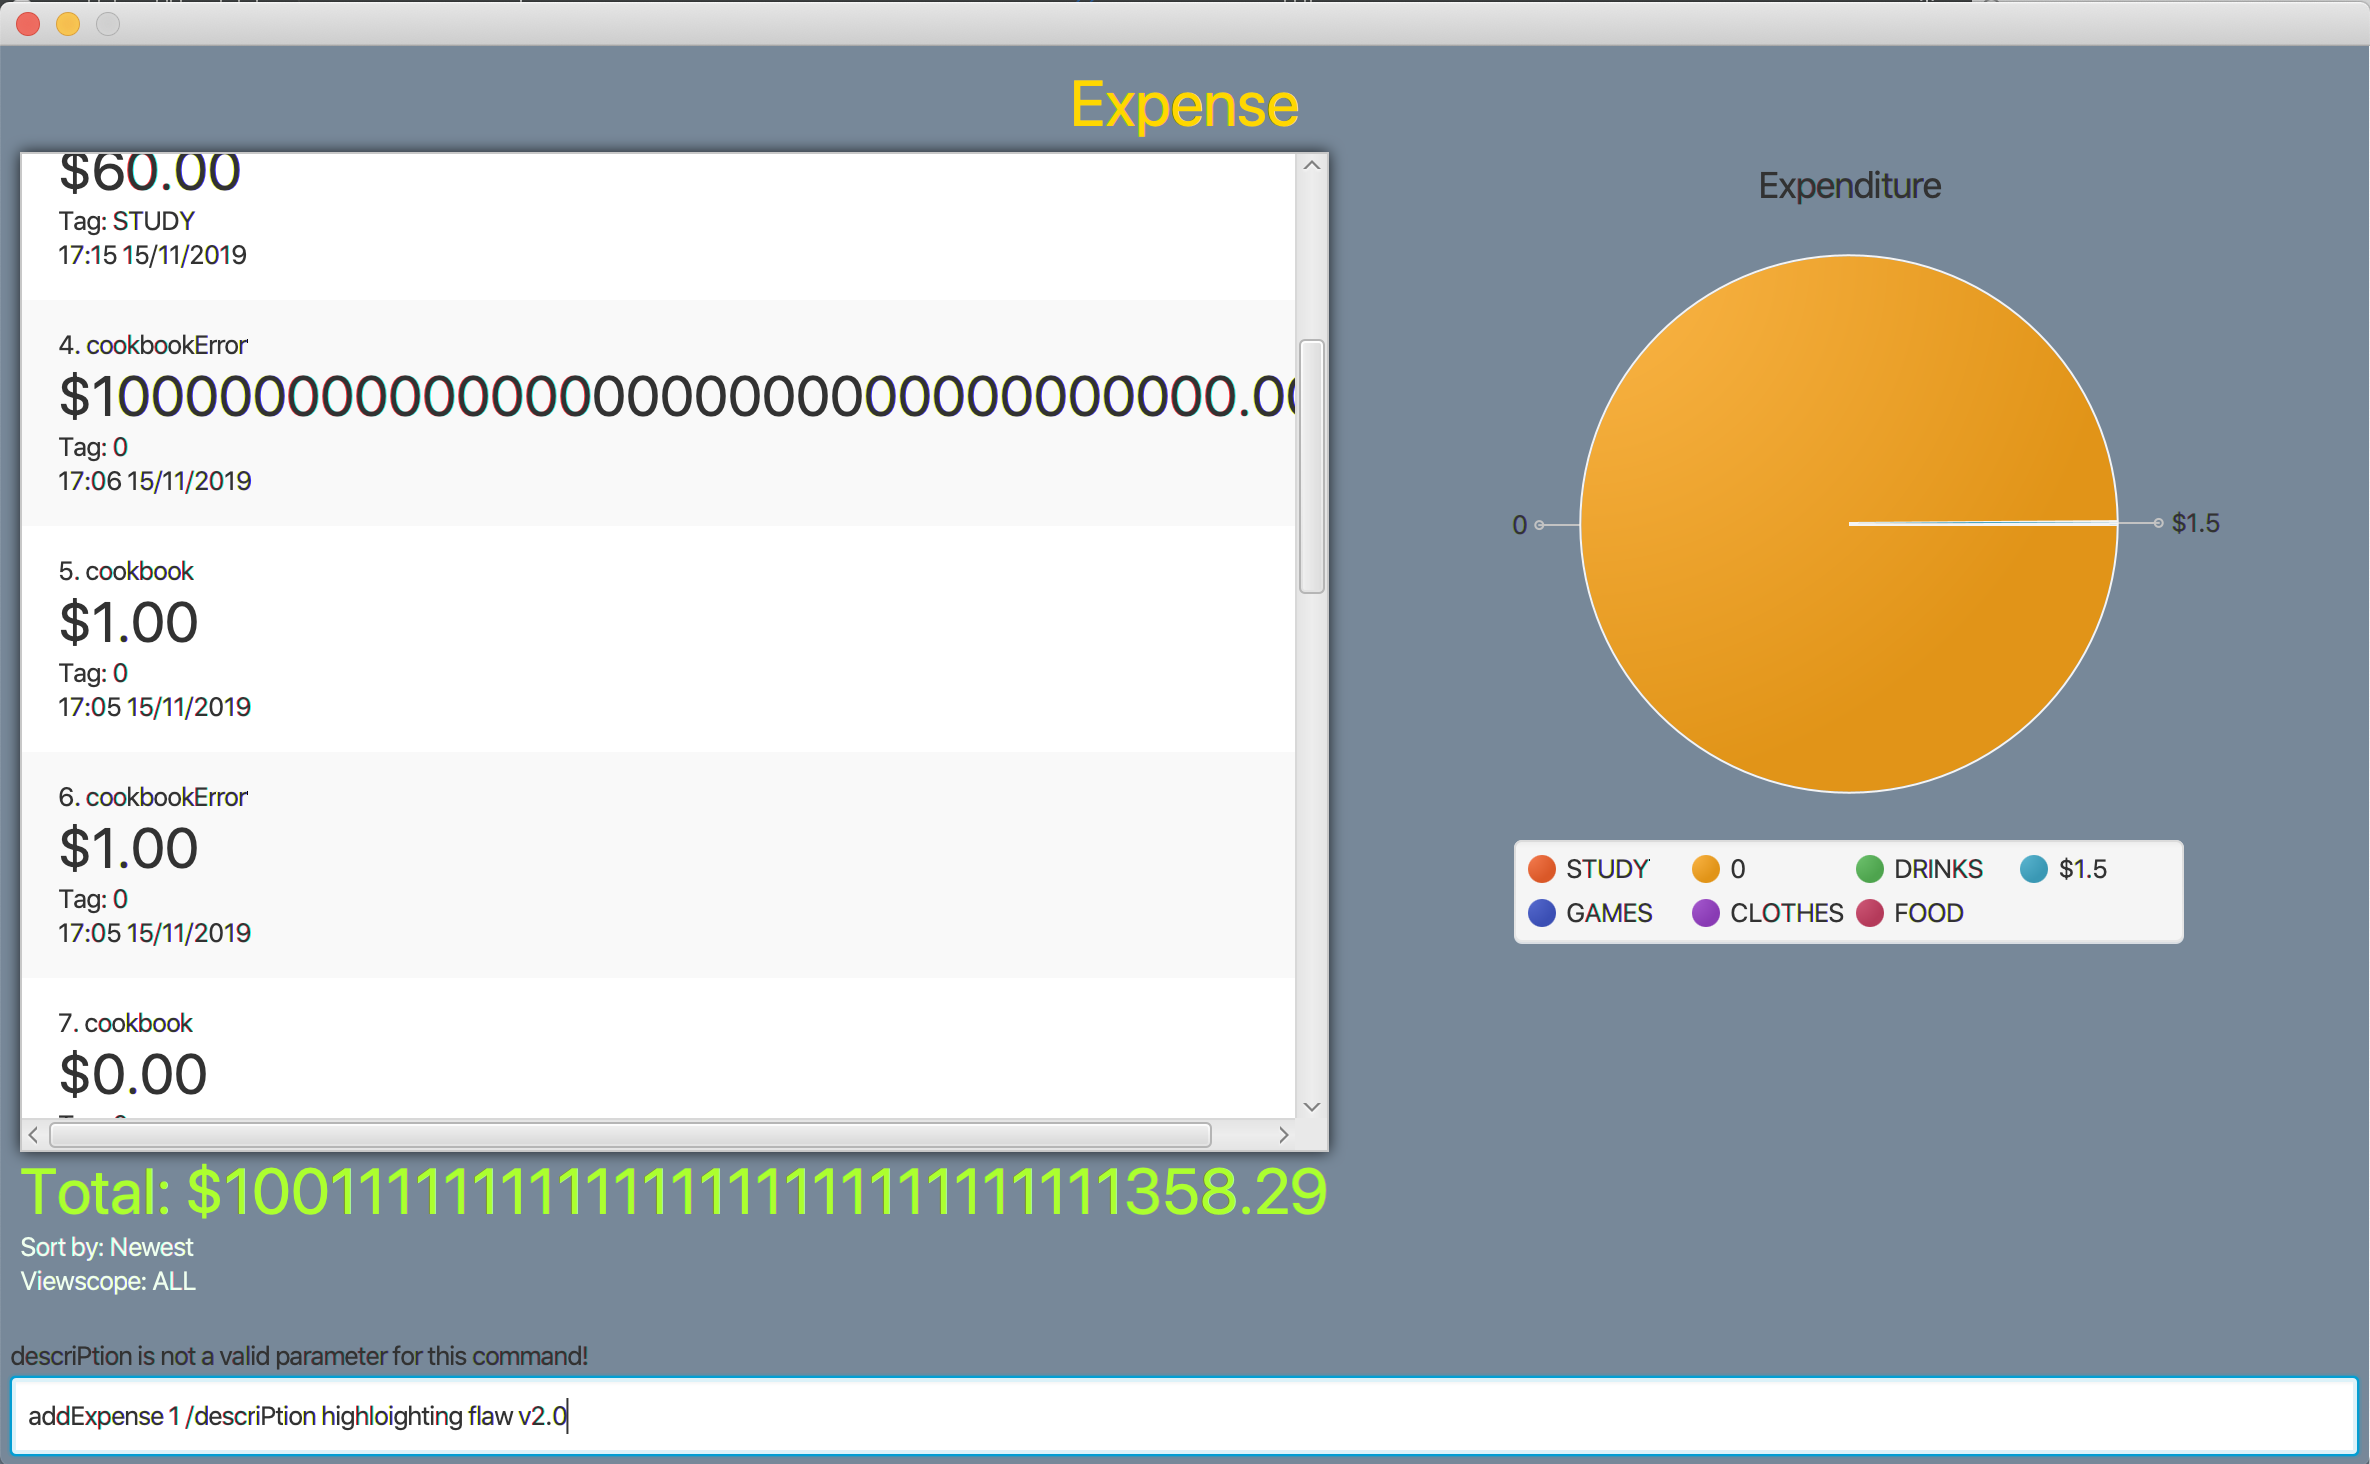 Expense
$60.00
Tag: STUDY
17:15 15/11/2019
4. cookbookError
$1000000000000000000000000000000000.00
Tag: 0
17:06 15/11/2019
5. cookbook
$1.00
Tag: 0
17:05 15/11/2019
6. cookbookError
$1.00
Tag: 0
17:05 15/11/2019
7. cookbook
$0.00
Total: $1001111111111111111111111111111358.29
Sort by: Newest
Viewscope: ALL
Expenditure
0
$1.5
STUDY 0 DRINKS $1.5
GAMES CLOTHES FOOD
descriPtion is not a valid parameter for this command!
addExpense 1 /descriPtion highloighting flaw v2.0